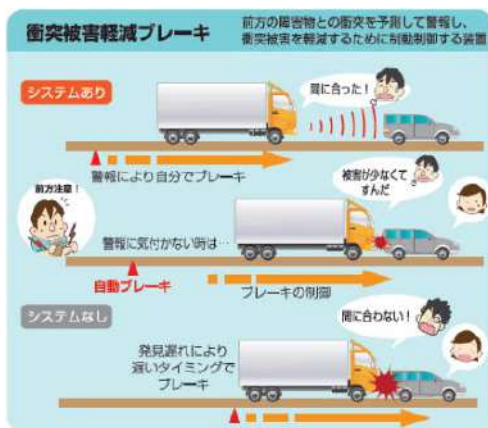 衝突被害軽減ブレーキ
前方の障害物との衝突を予測して警報し、
衝突被害を軽減するために制動制御する装置
システムあり
間に合った!
警報により自分でブレーキ
前方注意!
被害が少なくて
すんだ
警報に気付かない時は…
自動ブレーキ
ブレーキの制御
システムなし
間に合わない!
発見遅れにより
遅いタイミングで
ブレーキ